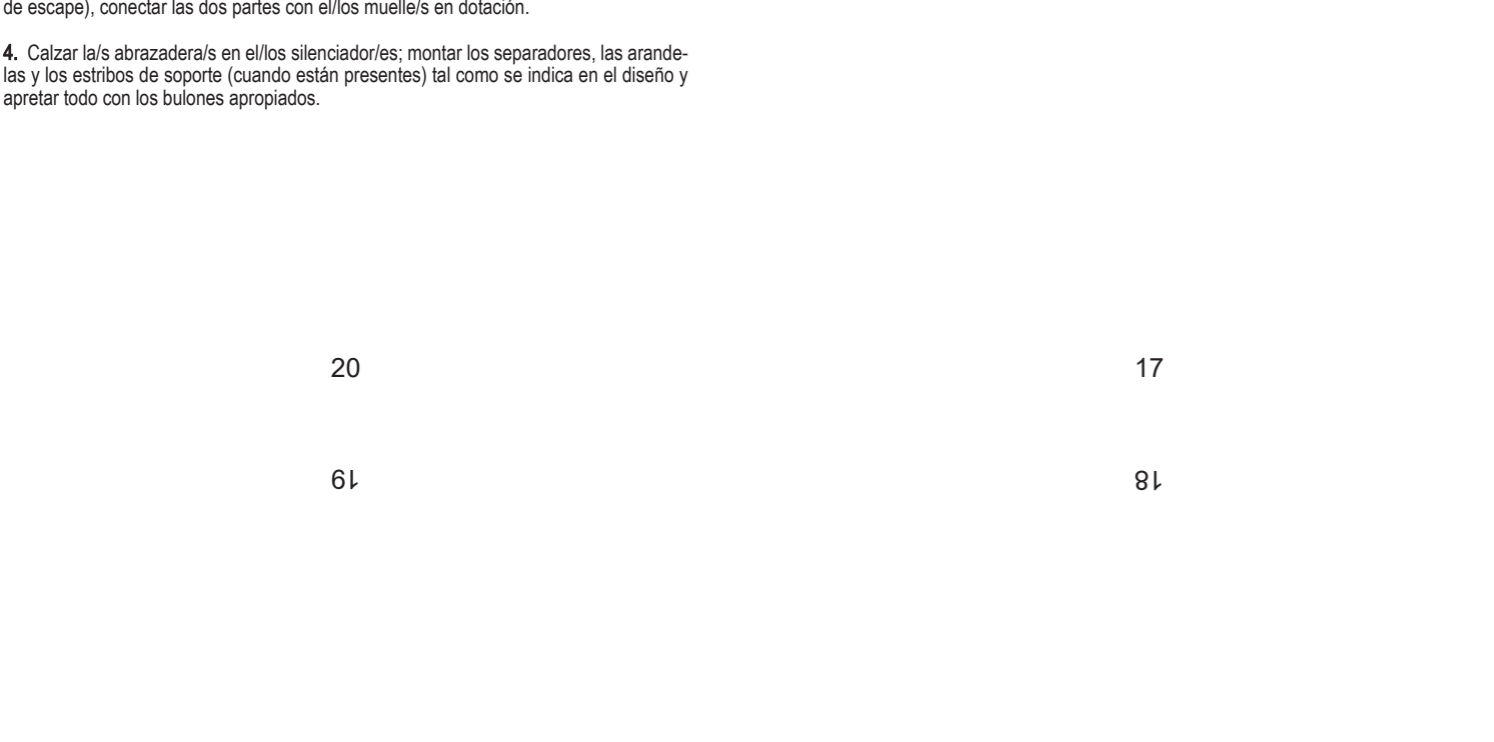 de escape), conectar las dos partes con el/los muelle/s en dotación.
4. Calzar la/s abrazadera/s en el/los silenciador/es; montar los separadores, las arande-
las y los estribos de soporte (cuando están presentes) tal como se indica en el diseño y
apretar todo con los bulones apropiados.
20
17
19
18